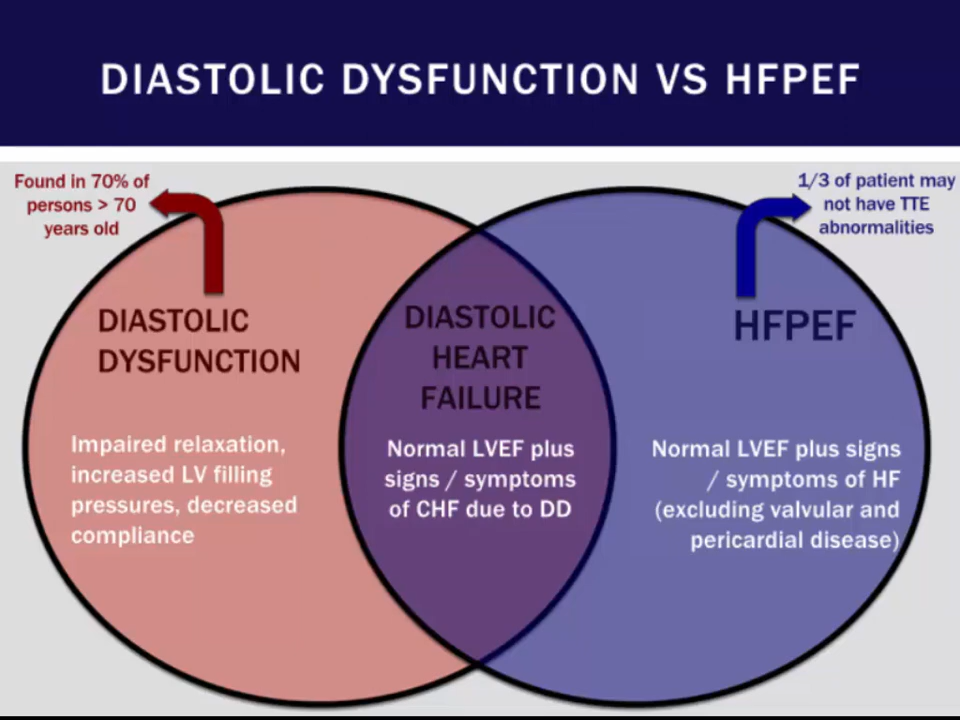 DIASTOLIC DYSFUNCTION VS HFPEF
Found in 70% of
persons > 70
years old
1/3 of patient may
not have TTE
abnormalities
DIASTOLIC
DYSFUNCTION
Impaired relaxation,
increased LV filling
pressures, decreased
compliance
DIASTOLIC
HEART
FAILURE
Normal LVEF plus
signs / symptoms
of CHF due to DD
HFPEF
Normal LVEF plus signs
/ symptoms of HF
(excluding valvular and
pericardial disease)